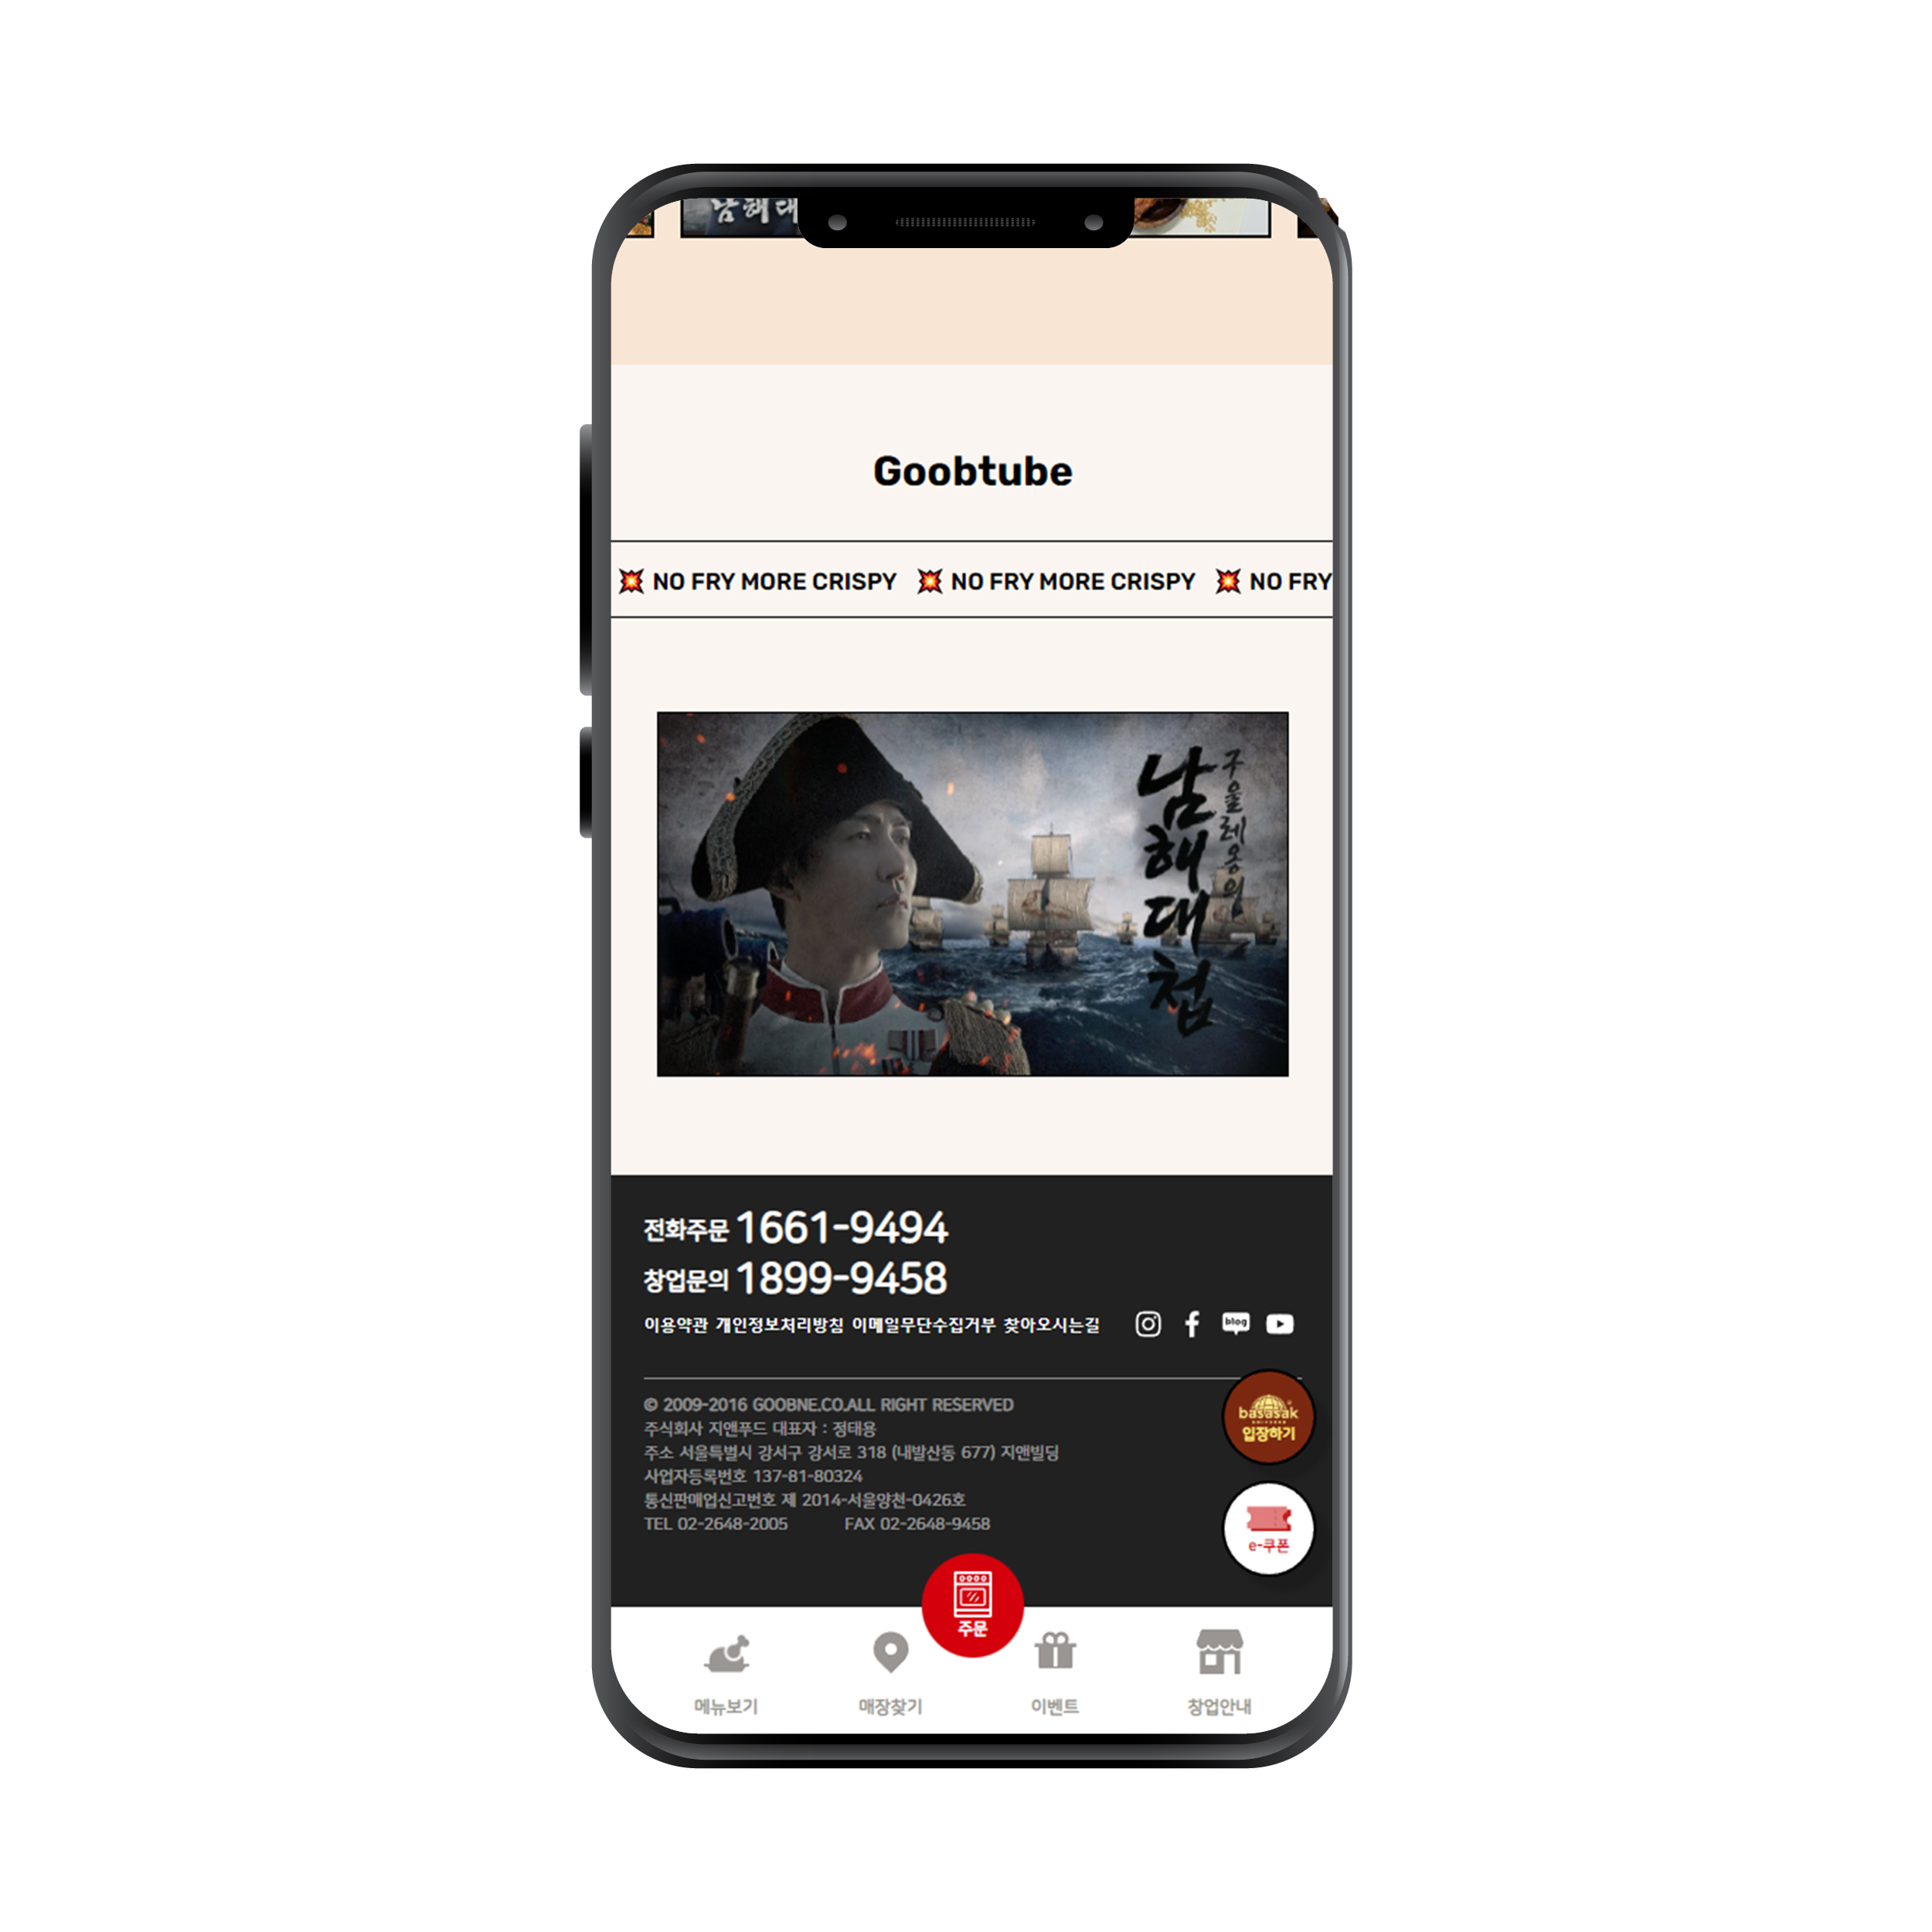 남해대
Goobtube
NO FRY MORE CRISPY NO FRY MORE CRISPY NO FRY
구울레옹의
남해대첩
전화주문 1661-9494
창업문의 1899-9458
이용약관 개인정보처리방침 이메일무단수집거부 찾아오시는길
blog
© 2009-2016 GOOBNE.CO.ALL RIGHT RESERVED
주식회사 지앤푸드 대표자 : 정태용
주소 서울특별시 강서구 강서로 318 (내발산동 677) 지앤빌딩
사업자등록번호 137-81-80324
통신판매업신고번호 제 2014-서울양천-0426호
TEL 02-2648-2005 FAX 02-2648-9458
basasak
입장하기
e-쿠폰
주문
메뉴보기 매장찾기 이벤트 창업안내